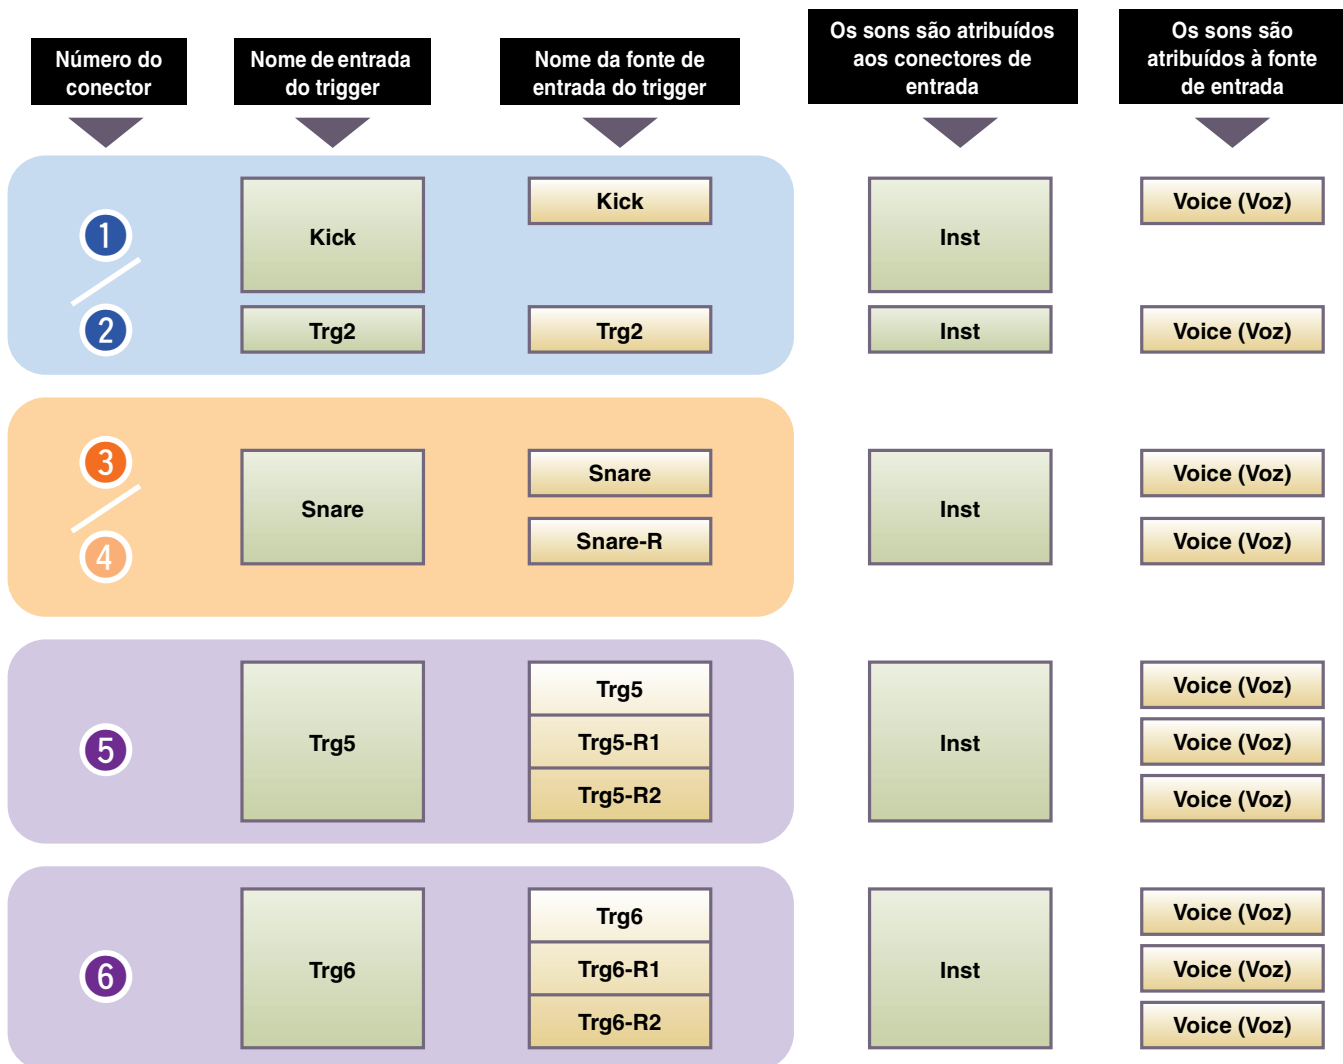 Número do
conector
Nome de entrada
do trigger
Nome da fonte de
entrada do trigger
Os sons são atribuídos
aos conectores de
entrada
Os sons são
atribuídos à fonte
de entrada
1
2
Kick
Kick
Inst
Voice (Voz)
Trg2
Trg2
Inst
Voice (Voz)
3
4
Snare
Snare
Snare-R
Inst
Voice (Voz)
Voice (Voz)
5
Trg5
Trg5
Trg5-R1
Trg5-R2
Inst
Voice (Voz)
Voice (Voz)
Voice (Voz)
6
Trg6
Trg6
Trg6-R1
Trg6-R2
Inst
Voice (Voz)
Voice (Voz)
Voice (Voz)